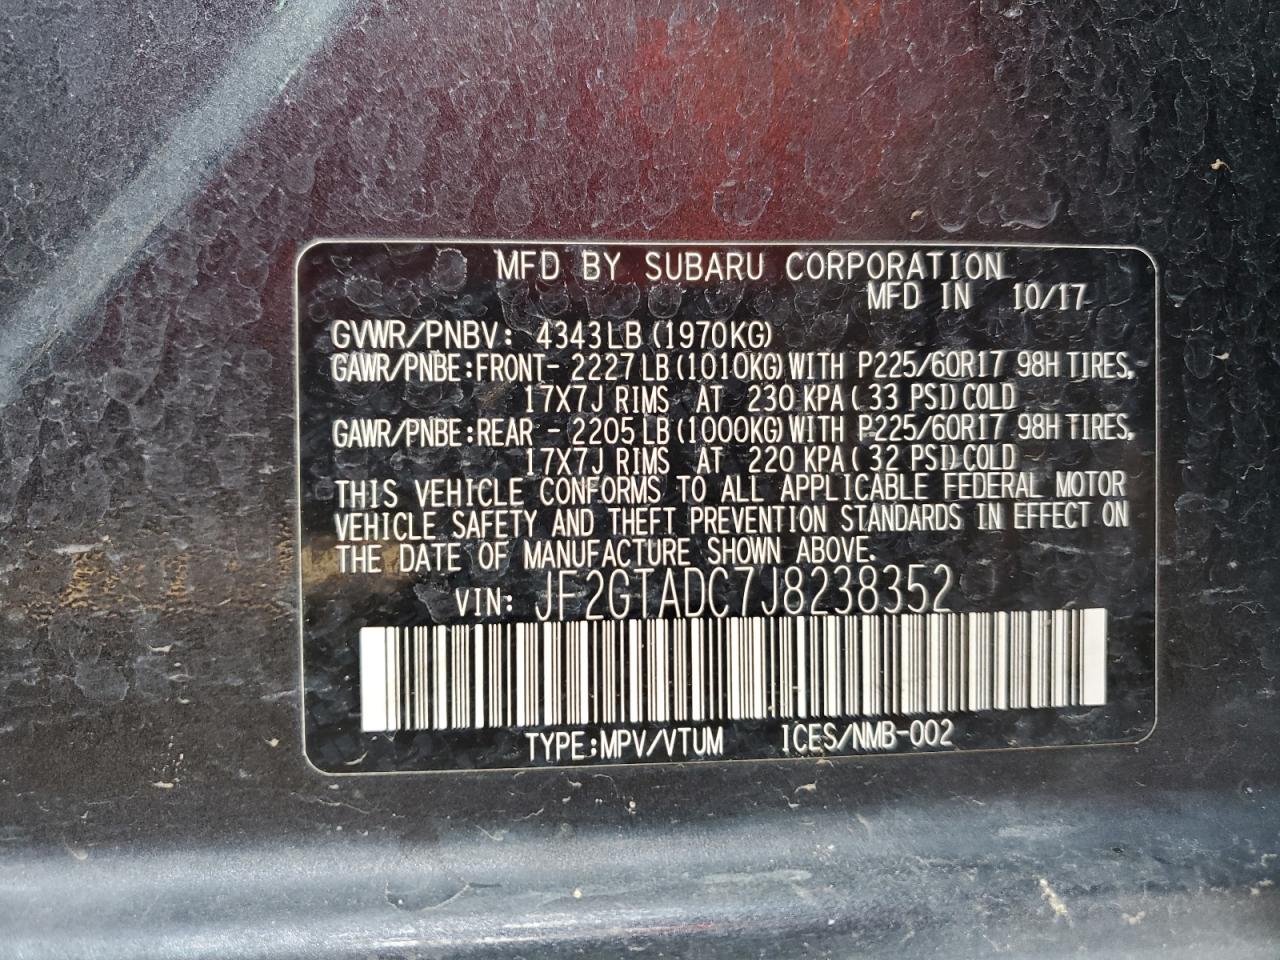 MFD BY SUBARU CORPORATION
MFD IN 10/17
GVWR/PNBV: 4343LB (1970KG)
GAWR/PNBE:FRONT- 2227LB(1010KG)WITH P225/60R17 98H TIRES,
17X7J RIMS AT 230 KPA( 33 PSI)COLD
GAWR/PNBE:REAR - 2205LB(1000KG)WITH P225/60R17 98H TIRES,
17X7J RIMS AT 220 KPA( 32 PSI)COLD
THIS VEHICLE CONFORMS TO ALL APPLICABLE FEDERAL MOTOR
VEHICLE SAFETY AND THEFT PREVENTION STANDARDS IN EFFECT ON
THE DATE OF MANUFACTURE SHOWN ABOVE.
VIN: JF2GTADC7J8238352
TYPE:MPV/VTUM ICES/NMB-002